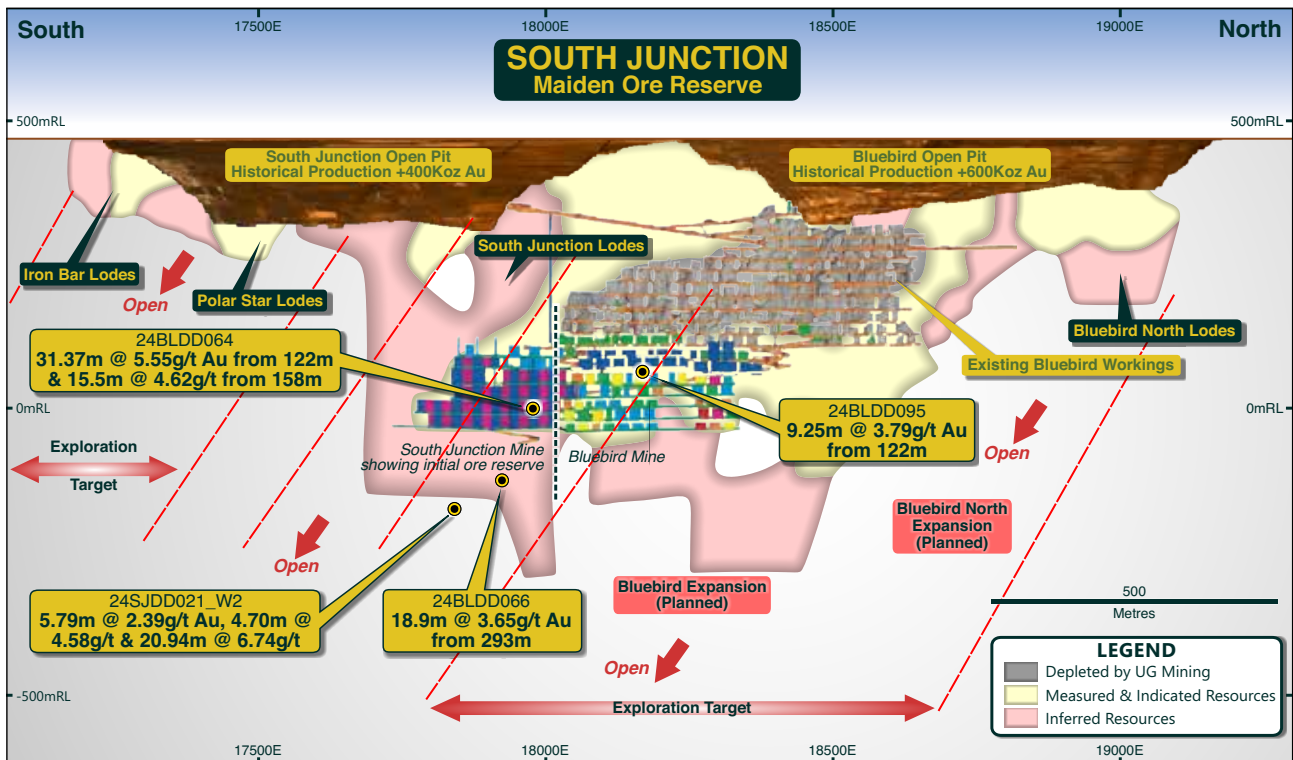 South
17500E
18000E
18500E
19000E
North
SOUTH JUNCTION
Maiden Ore Reserve
500mRL
500mRL
South Junction Open Pit
Historical Production +400Koz Au
Bluebird Open Pit
Historical Production +600Koz Au
South Junction Lodes
Iron Bar Lodes
Open
Polar Star Lodes
Bluebird North Lodes
Existing Bluebird Workings
24BLDD064
31.37m @ 5.55g/t Au from 122m
& 15.5m @ 4.62g/t from 158m
0mRL
0mRL
24BLDD095
9.25m @ 3.79g/t Au
from 122m
Open
Exploration
Target
South Junction Mine
showing initial ore reserve
Bluebird Mine
Bluebird North
Expansion
(Planned)
Open
Bluebird Expansion
(Planned)
24SJDD021_W2
5.79m @ 2.39g/t Au, 4.70m @
4.58g/t & 20.94m @ 6.74g/t
24BLDD066
18.9m @ 3.65g/t Au
from 293m
500
Metres
Open
LEGEND
Depleted by UG Mining
Measured & Indicated Resources
Inferred Resources
-500mRL
Exploration Target
17500E
18000E
18500E
19000E